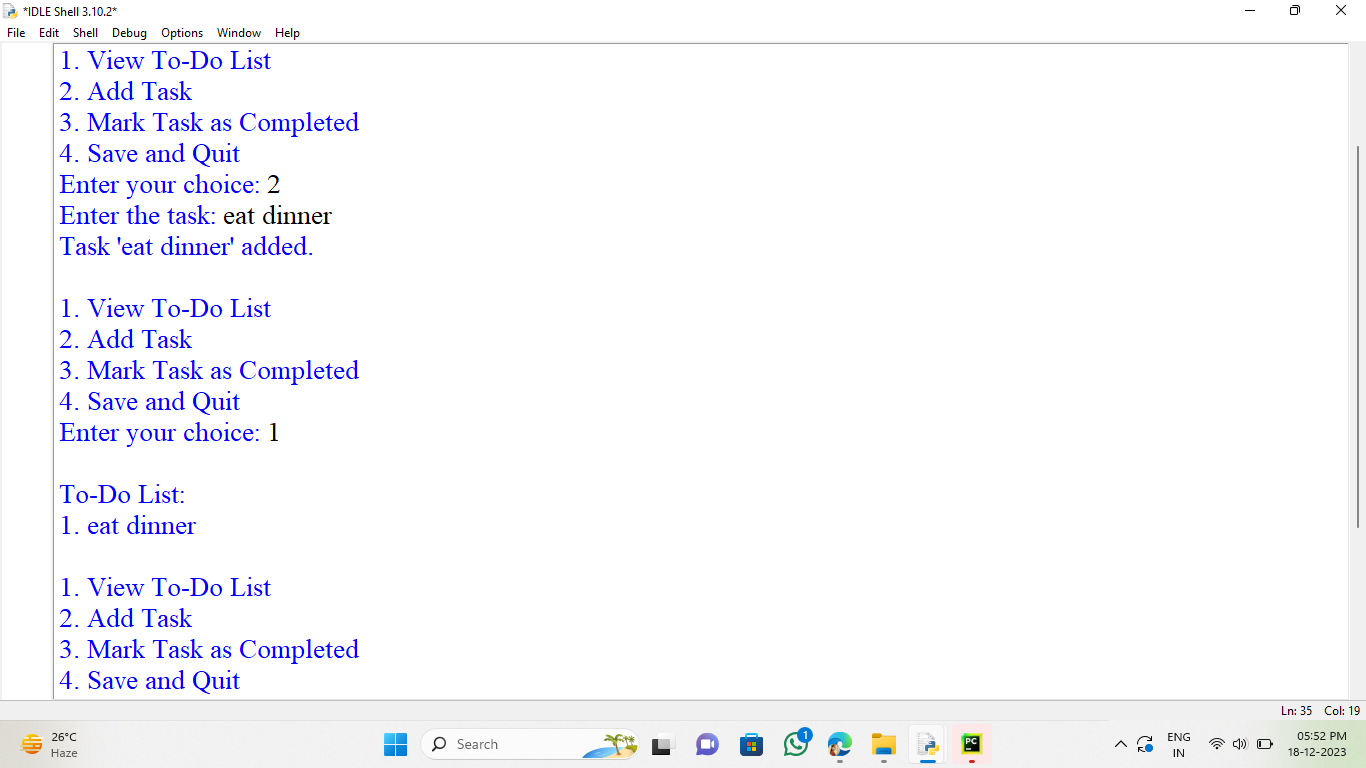 *IDLE Shell 3.10.2*
File Edit Shell Debug Options Window Help
1. View To-Do List
2. Add Task
3. Mark Task as Completed
4. Save and Quit
Enter your choice: 2
Enter the task: eat dinner
Task 'eat dinner' added.
1. View To-Do List
2. Add Task
3. Mark Task as Completed
4. Save and Quit
Enter your choice: 1
To-Do List:
1. eat dinner
1. View To-Do List
2. Add Task
3. Mark Task as Completed
4. Save and Quit
Ln: 35 Col: 19
26°C
Haze
Search
1
PC
ENG
IN
05:52 PM
18-12-2023